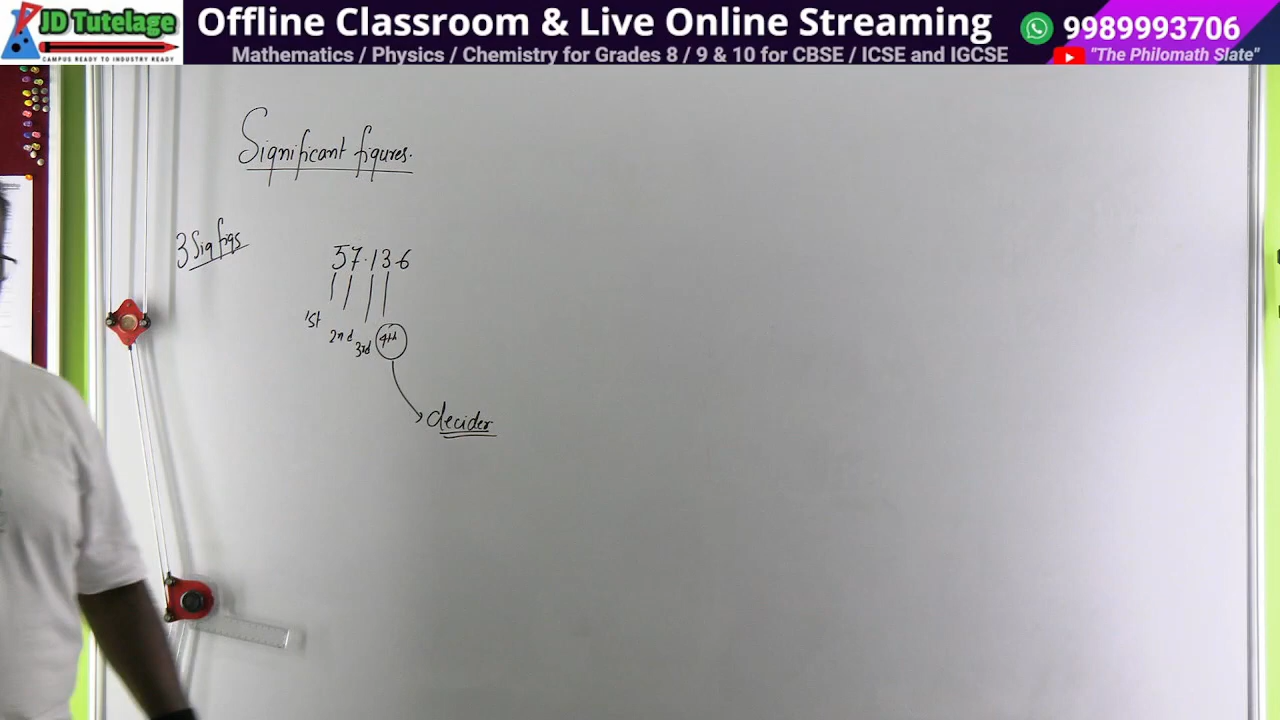 JD Tutelage
CAMPUS READY TO INDUSTRY READY
Offline Classroom & Live Online Streaming
Mathematics / Physics / Chemistry for Grades 8 / 9 & 10 for CBSE / ICSE and IGCSE
9989993706
"The Philomath Slate"
Significant figures.
3 Sig figs
57.136
1st
2nd
3rd
4th
decider